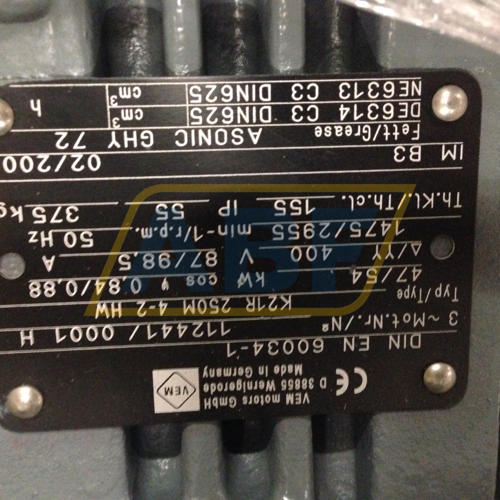 VEM motors GmbH
D 38855 Wernigerode
Made in Germany
VEM
CE
DIN EN 60034-1
3 ~Mot.Nr./Nº 112441/ 0001 H
Typ/Type K21R 250M 4-2 HW
47/54 kW cos φ 0.84/0.88
Δ/YY 400 V 87/98.5 A
1475/2955 min-1/r.p.m. 50 Hz
Th.Kl./Th.cl. 155 IP 55 375 kg
IM B3 02/200
Fett/Grease ASONIC GHY 72
DE6314 C3 DIN625 cm³
NE6313 C3 DIN625 cm³ h
ABF